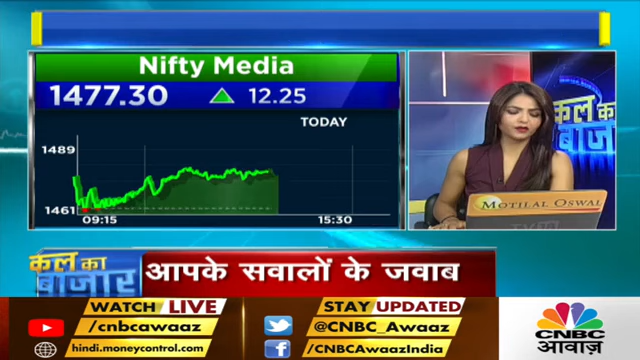 Nifty Media
1477.30 12.25
TODAY
1489
1461
09:15 15:30
कल का
बाज़ार
MOTILAL OSWAL
कल का
बाज़ार
आपके सवालों के जवाब
WATCH LIVE
/cnbcawaaz
hindi.moneycontrol.com
STAY UPDATED
@CNBC_Awaaz
/CNBCAwaazIndia
CNBC
आवाज़